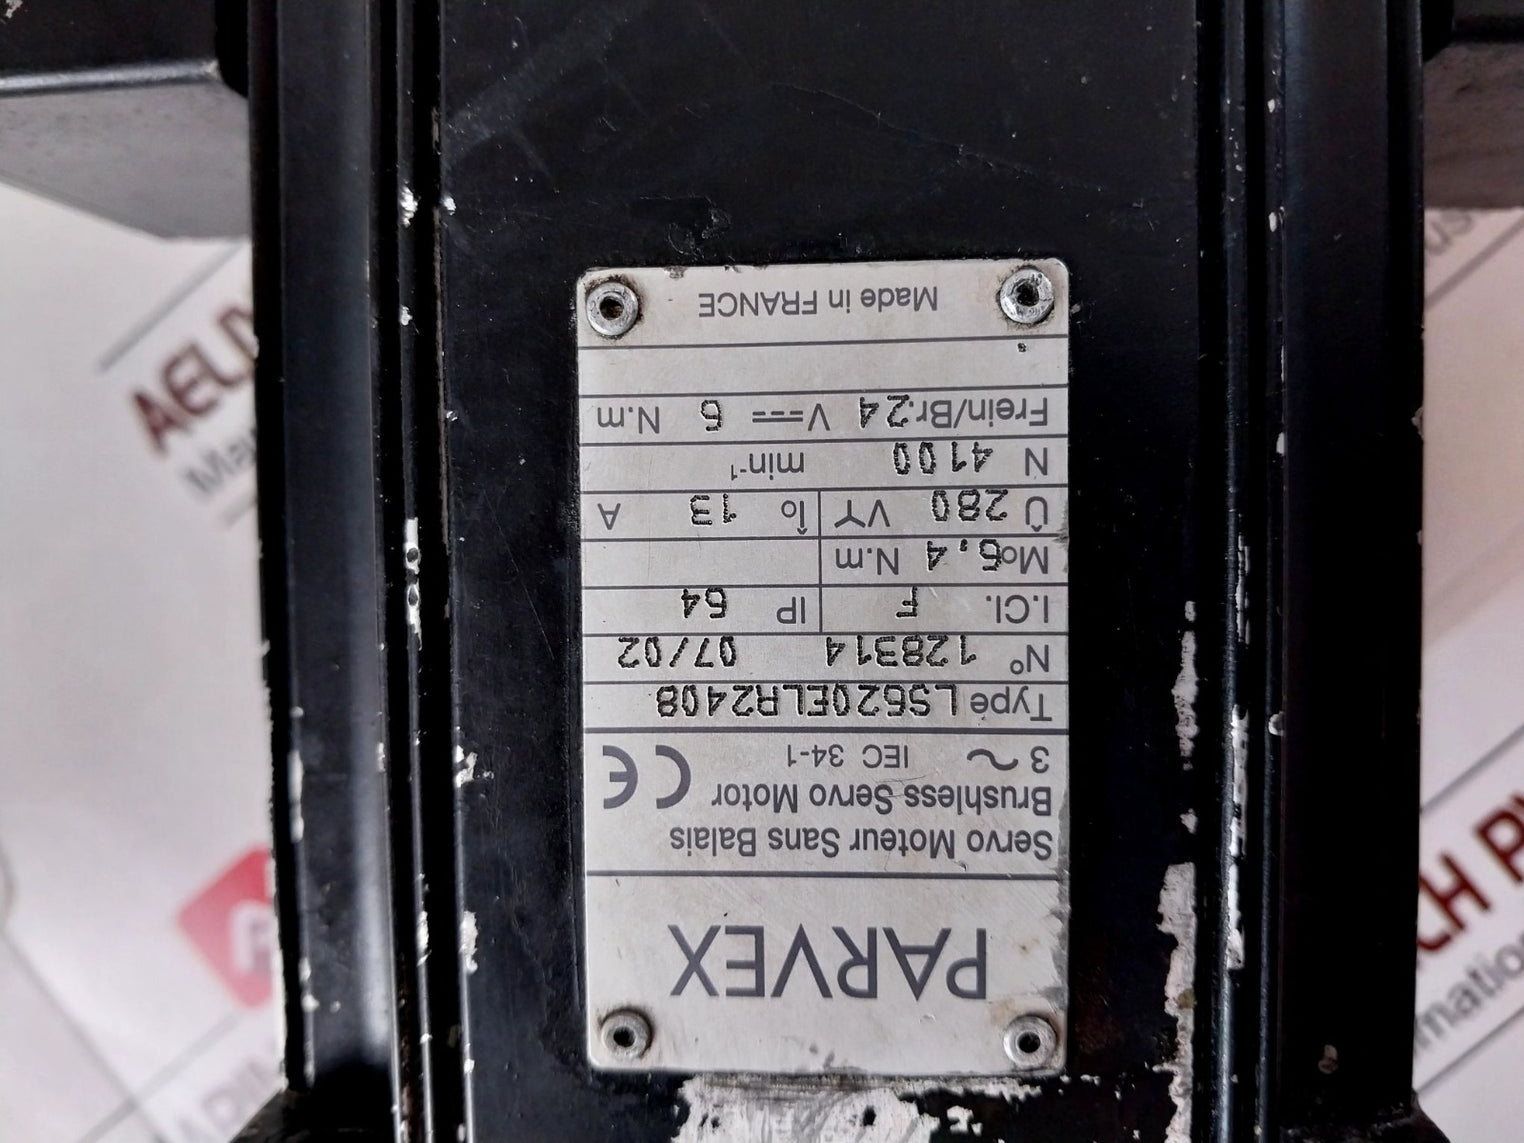 PARVEX
Servo Moteur Sans Balais
Brushless Servo Motor
CE
3 ~ IEC 34-1
Type LS620ELR2408
N° 128314 07/02
I.Cl. F IP 64
Mo 6.4 N.m
Û 280 VY Îo 13 A
N 4100 min⁻¹
Frein/Br. 24 V⎓ 6 N.m
Made in FRANCE